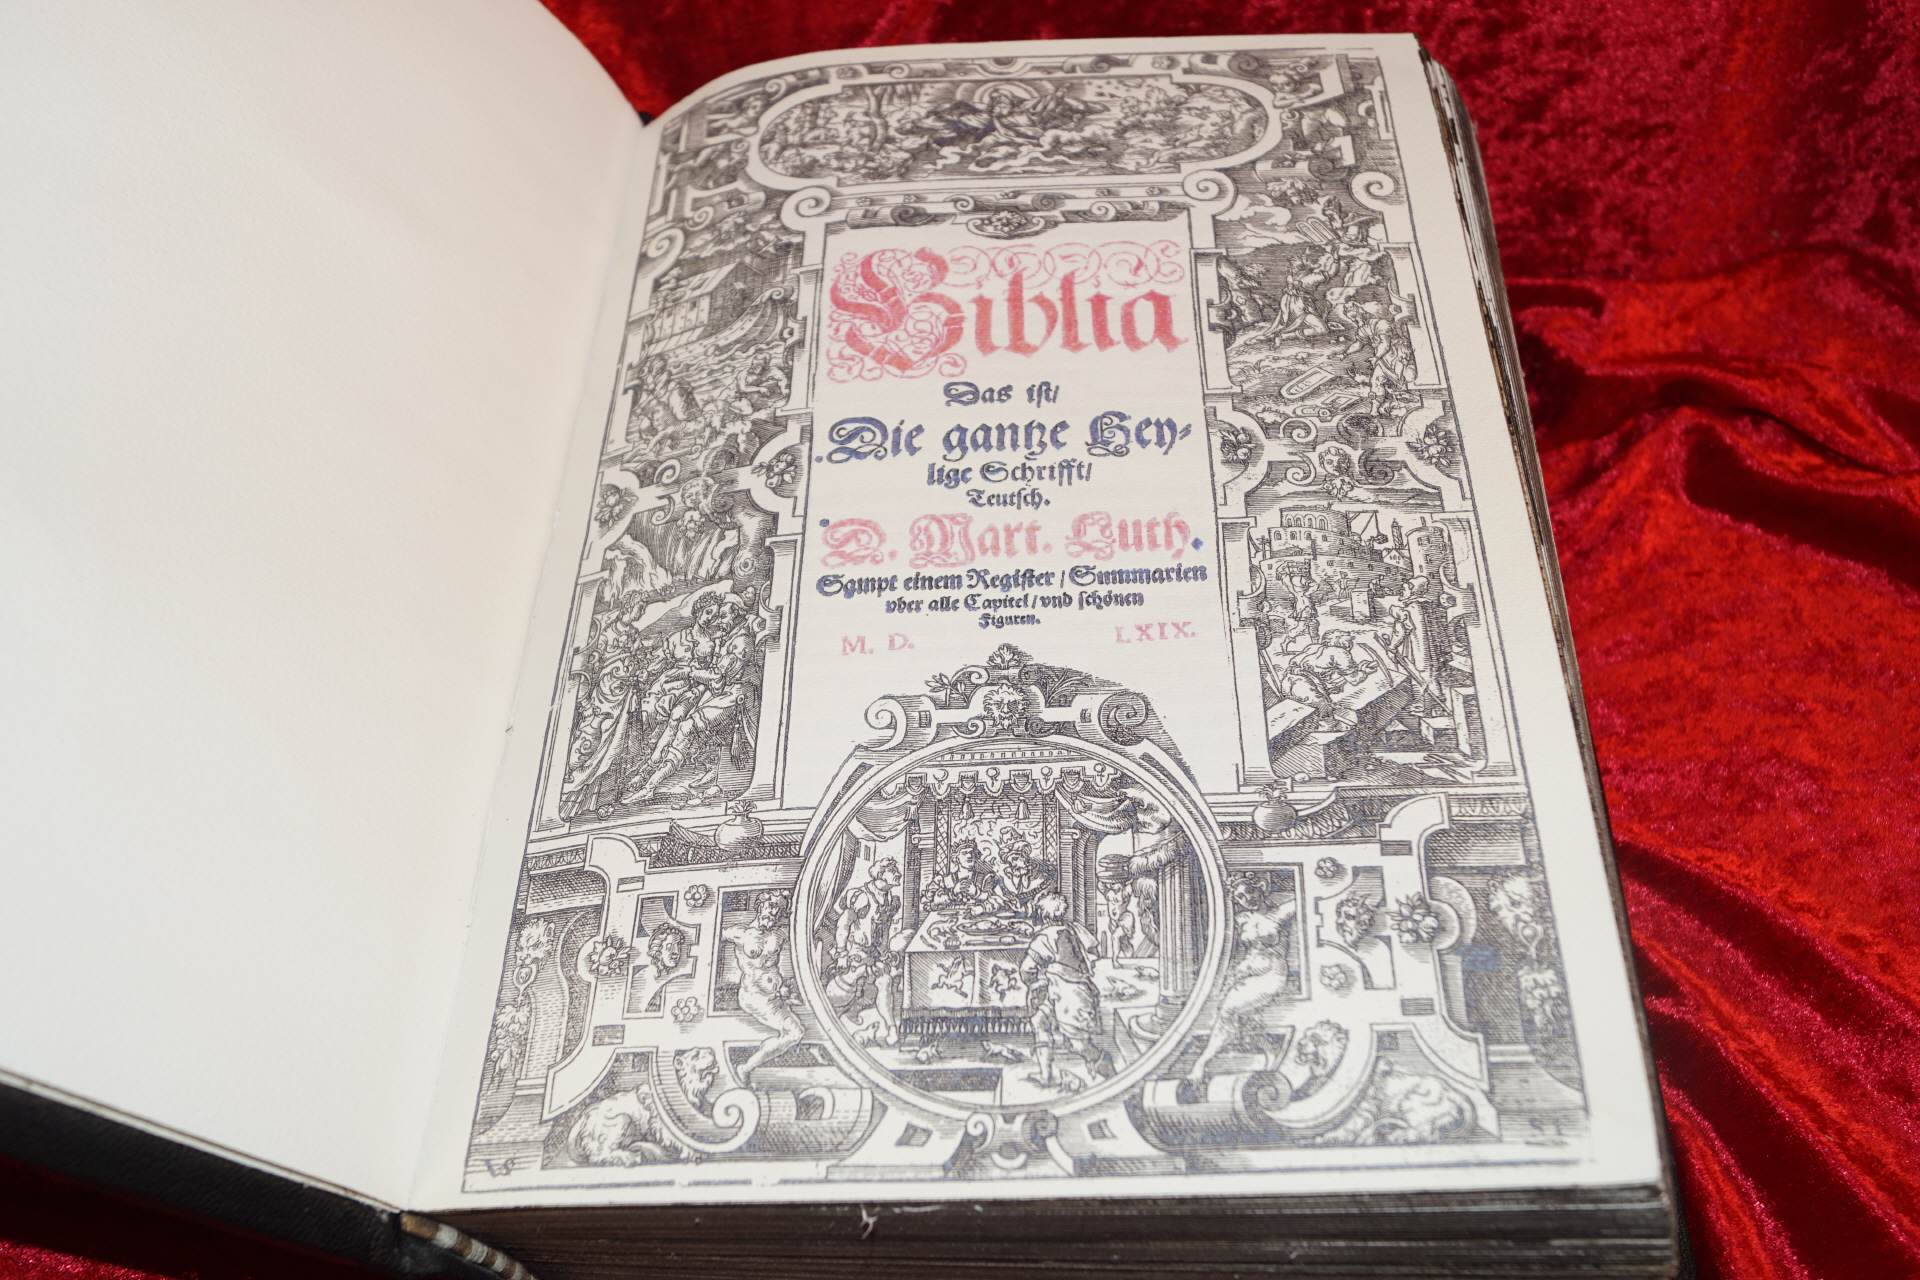 Biblia
Das ist/
Die gantze Hey-
lige Schrifft/
Teutsch.
D. Mart. Luth.
Sampt einem Register / Summarien
vber alle Capitel / vnd schönen
Figuren.
M. D. LXIX.